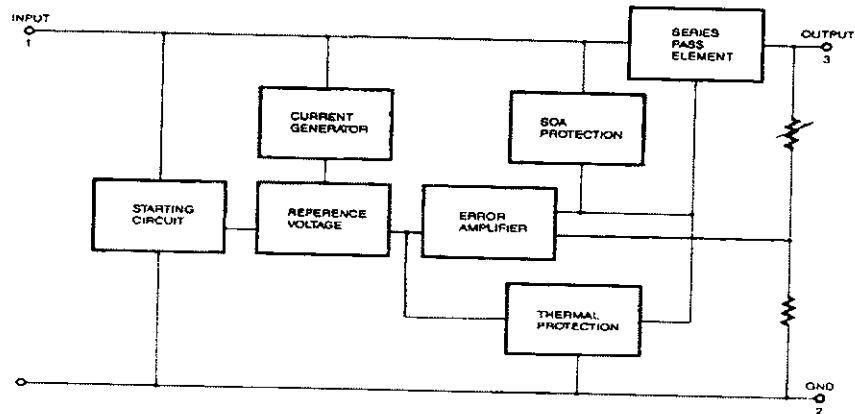 INPUT
1
SERIES
PASS
ELEMENT
OUTPUT
3
CURRENT
GENERATOR
SOA
PROTECTION
STARTING
CIRCUIT
REFERENCE
VOLTAGE
ERROR
AMPLIFIER
THERMAL
PROTECTION
GND
2